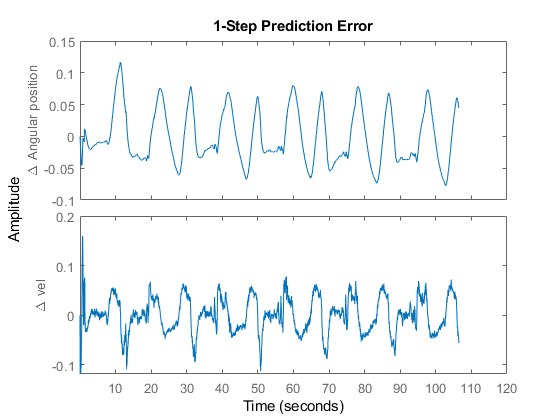 1-Step Prediction Error
0.15
0.1
0.05
0
-0.05
-0.1
Δ Angular position
0.2
0.1
0
-0.1
Δ vel
Amplitude
10 20 30 40 50 60 70 80 90 100 110 120
Time (seconds)